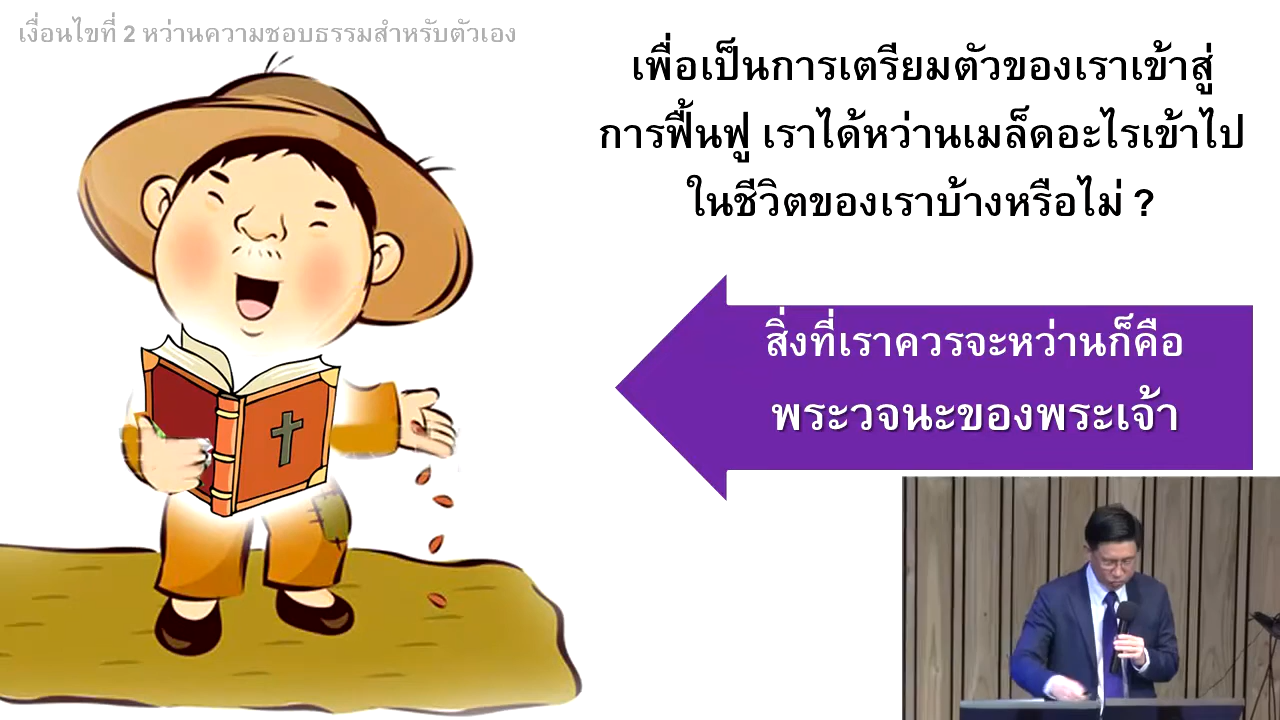 เงื่อนไขที่ 2 หว่านความชอบธรรมสำหรับตัวเอง
เพื่อเป็นการเตรียมตัวของเราเข้าสู่
การฟื้นฟู เราได้หว่านเมล็ดอะไรเข้าไป
ในชีวิตของเราบ้างหรือไม่ ?
สิ่งที่เราควรจะหว่านก็คือ
พระวจนะของพระเจ้า